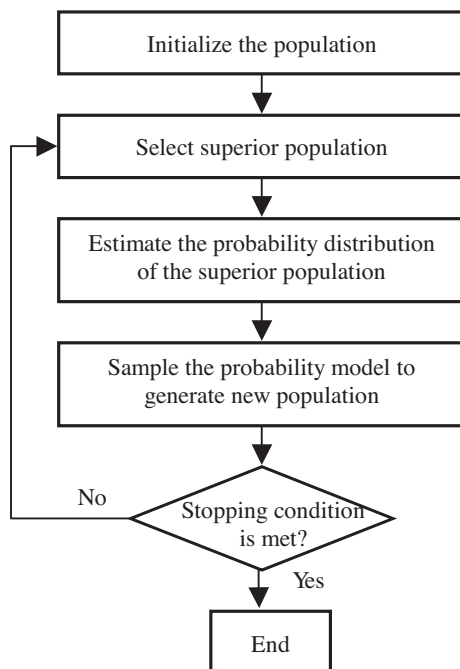 Initialize the population
Select superior population
Estimate the probability distribution
of the superior population
Sample the probability model to
generate new population
Stopping condition
is met?
No
Yes
End